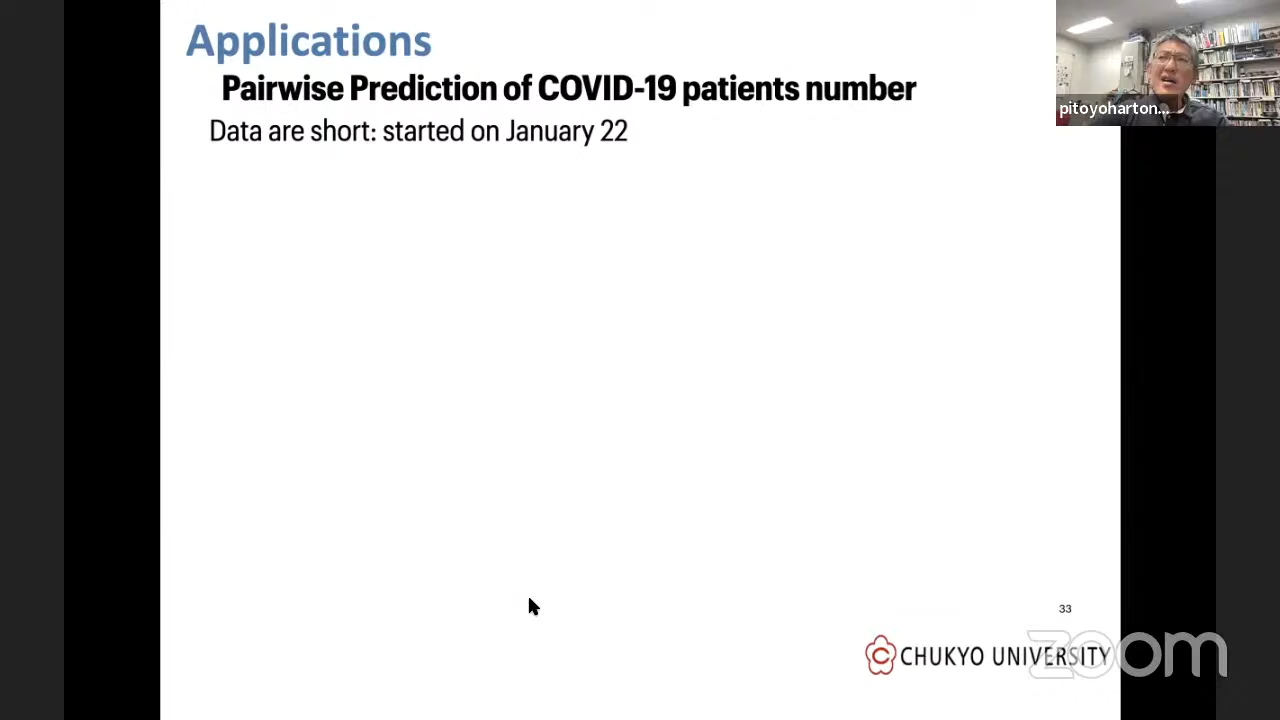 Applications
Pairwise Prediction of COVID-19 patients number
Data are short: started on January 22
pitoyoharton...
33
CHUKYO UNIVERSITY
zoom